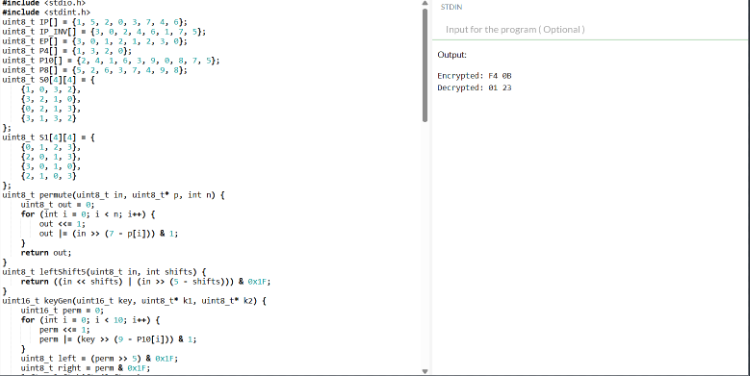 #include <stdio.h>
#include <stdint.h>
uint8_t IP[] = {1, 5, 2, 0, 3, 7, 4, 6};
uint8_t IP_INV[] = {3, 0, 2, 4, 6, 1, 7, 5};
uint8_t EP[] = {3, 0, 1, 2, 1, 2, 3, 0};
uint8_t P4[] = {1, 3, 2, 0};
uint8_t P10[] = {2, 4, 1, 6, 3, 9, 0, 8, 7, 5};
uint8_t P8[] = {5, 2, 6, 3, 7, 4, 9, 8};
uint8_t S0[4][4] = {
{1, 0, 3, 2},
{3, 2, 1, 0},
{0, 2, 1, 3},
{3, 1, 3, 2}
};
uint8_t S1[4][4] = {
{0, 1, 2, 3},
{2, 0, 1, 3},
{3, 0, 1, 0},
{2, 1, 0, 3}
};
uint8_t permute(uint8_t in, uint8_t* p, int n) {
uint8_t out = 0;
for (int i = 0; i < n; i++) {
out <<= 1;
out |= (in >> (7 - p[i])) & 1;
}
return out;
}
uint8_t leftShift5(uint8_t in, int shifts) {
return ((in << shifts) | (in >> (5 - shifts))) & 0x1F;
}
uint16_t keyGen(uint16_t key, uint8_t* k1, uint8_t* k2) {
uint16_t perm = 0;
for (int i = 0; i < 10; i++) {
perm <<= 1;
perm |= (key >> (9 - P10[i])) & 1;
}
uint8_t left = (perm >> 5) & 0x1F;
uint8_t right = perm & 0x1F;
STDIN
Input for the program ( Optional )
Output:
Encrypted: F4 0B
Decrypted: 01 23